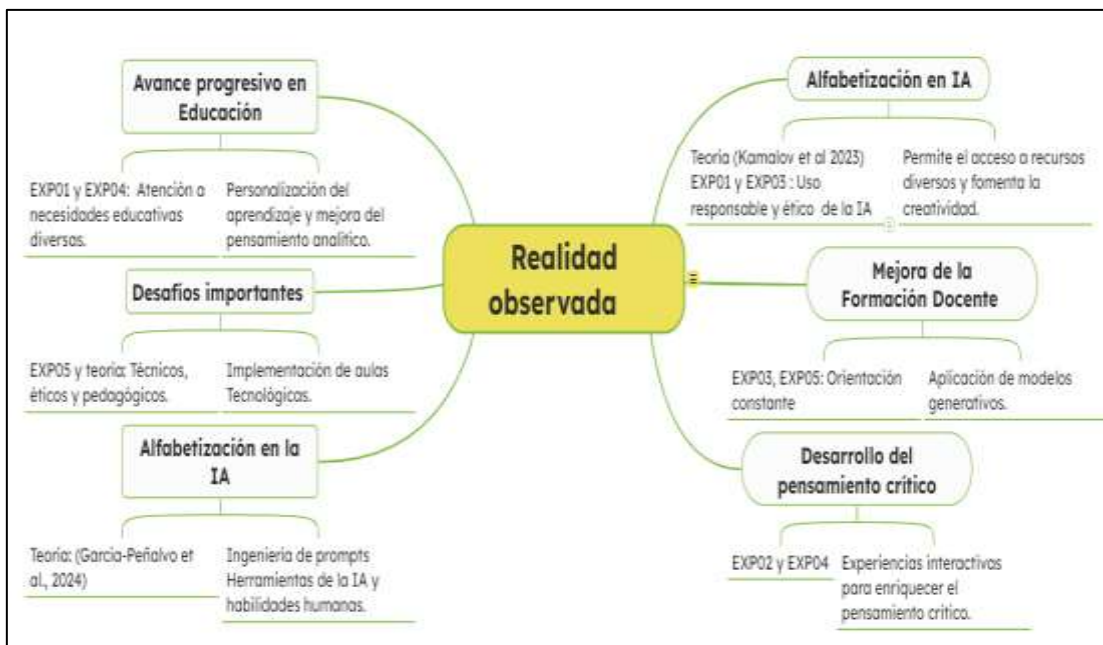 Realidad
observada
Avance progresivo en
Educación
EXP01 y EXP04: Atención a
necesidades educativas
diversas.
Personalización del
aprendizaje y mejora del
pensamiento analítico.
Desafíos importantes
EXP05 y teoría: Técnicos,
éticos y pedagógicos.
Implementación de aulas
Tecnológicas.
Alfabetización en la
IA
Teoría: (García-Peñalvo et
al., 2024)
Ingeniería de prompts
Herramientas de la IA y
habilidades humanas.
Alfabetización en IA
Teoría (Kamalov et al 2023)
EXP01 y EXP03 : Uso
responsable y ético de la IA
Permite el acceso a recursos
diversos y fomenta la
creatividad.
Mejora de la
Formación Docente
EXP03, EXP05: Orientación
constante
Aplicación de modelos
generativos.
Desarrollo del
pensamiento crítico
EXP02 y EXP04
Experiencias interactivas
para enriquecer el
pensamiento crítico.